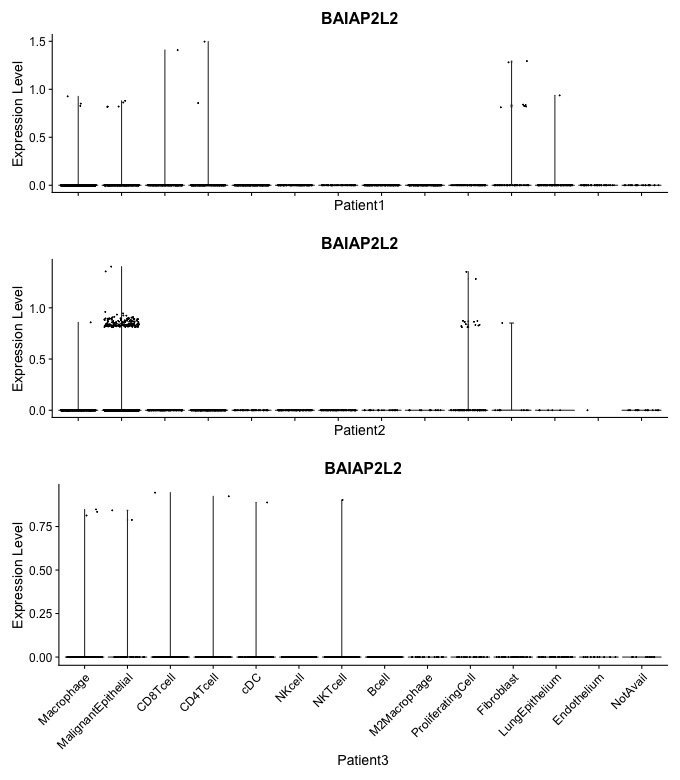 BAIAP2L2
Expression Level
1.5
1.0
0.5
0.0
Patient1
BAIAP2L2
Expression Level
1.0
0.5
0.0
Patient2
BAIAP2L2
Expression Level
0.75
0.50
0.25
0.00
Macrophage
MalignantEpithelial
CD8Tcell
CD4Tcell
cDC
NKcell
NKTcell
Bcell
M2Macrophage
ProliferatingCell
Fibroblast
LungEpithelium
Endothelium
NotAvail
Patient3